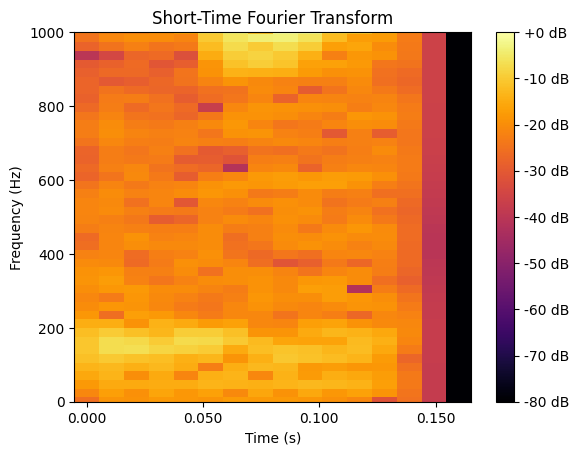 Short-Time Fourier Transform
1000
800
600
400
200
0
Frequency (Hz)
0.000
0.050
0.100
0.150
Time (s)
+0 dB
-10 dB
-20 dB
-30 dB
-40 dB
-50 dB
-60 dB
-70 dB
-80 dB